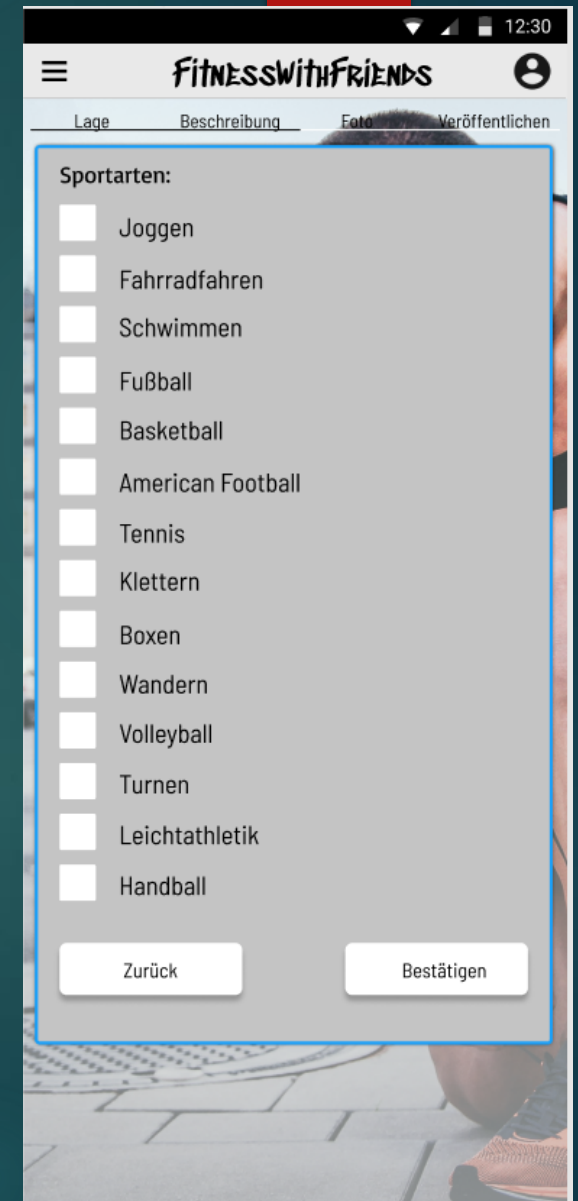 12:30
FitnessWithFriends
Lage Beschreibung Foto Veröffentlichen
Sportarten:
Joggen
Fahrradfahren
Schwimmen
Fußball
Basketball
American Football
Tennis
Klettern
Boxen
Wandern
Volleyball
Turnen
Leichtathletik
Handball
Zurück Bestätigen